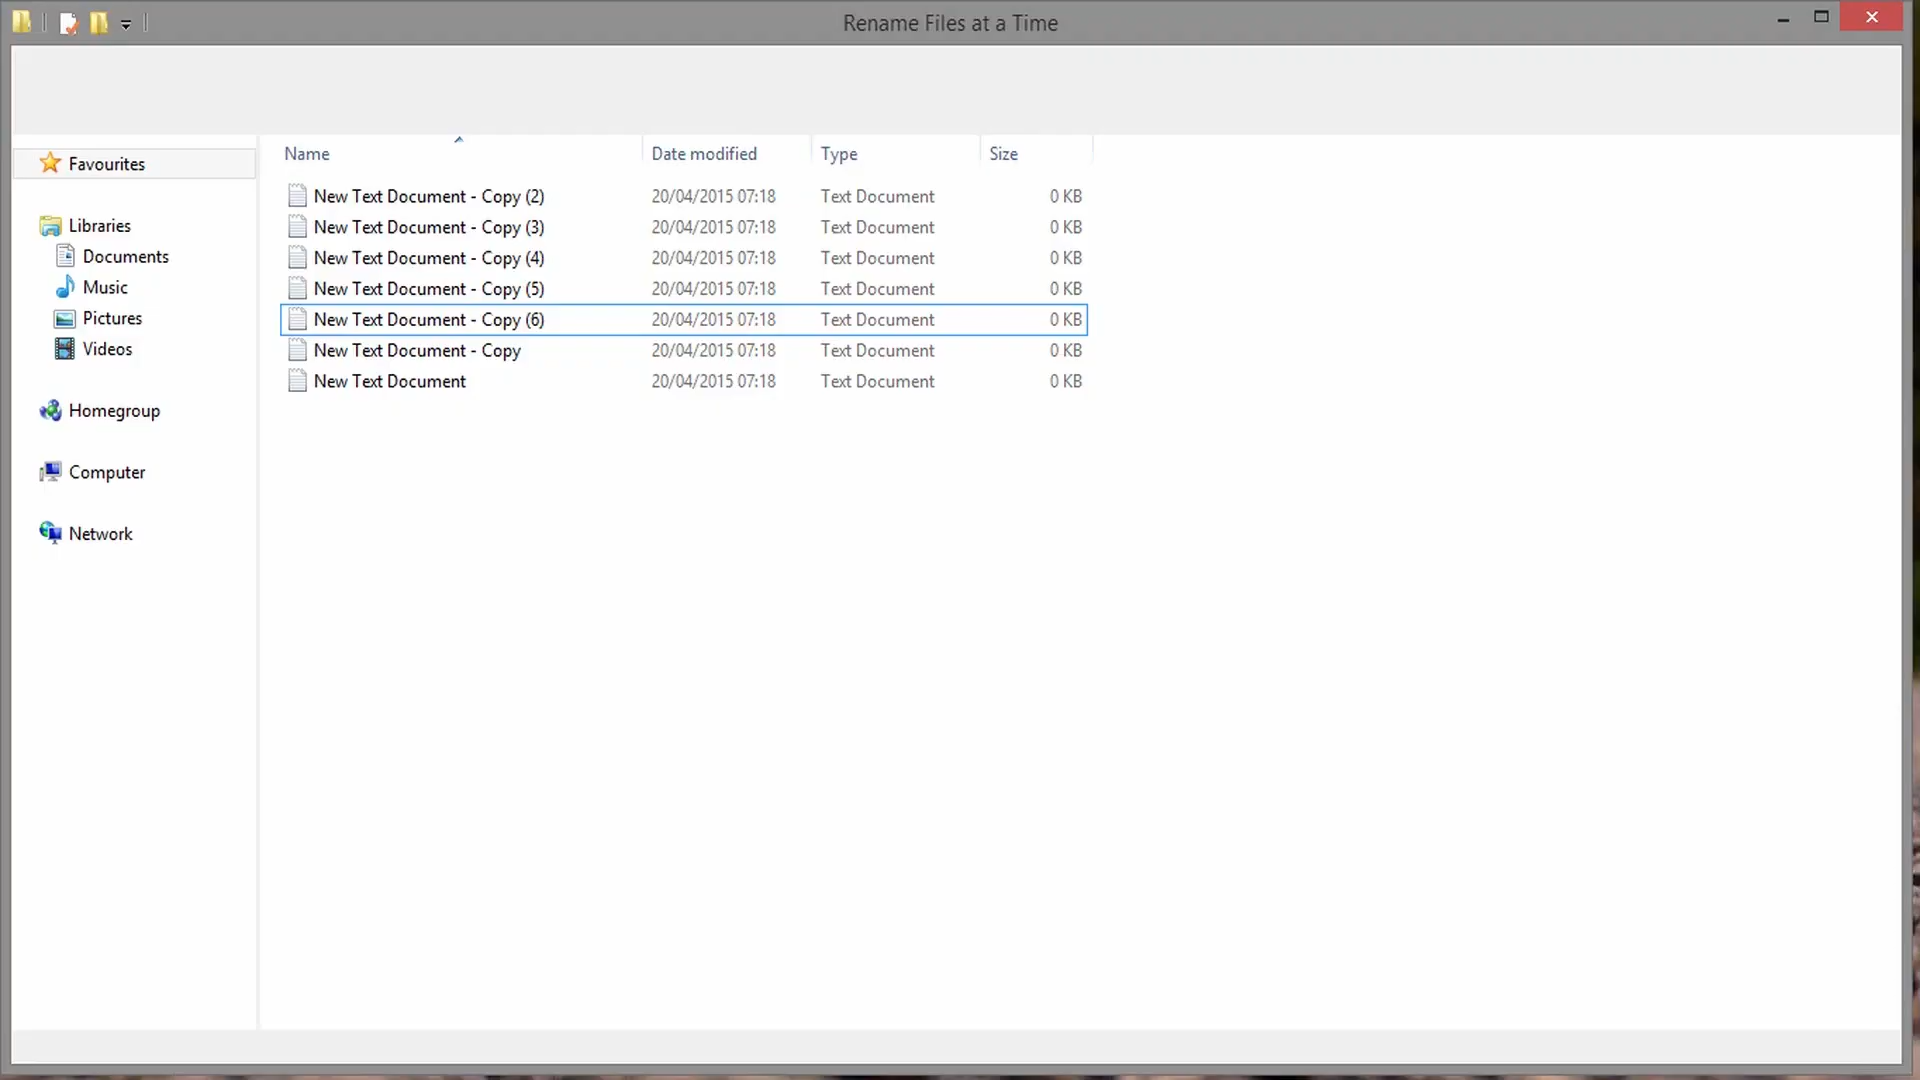 Rename Files at a Time
Name Date modified Type Size
Favourites
Libraries
Documents
Music
Pictures
Videos
Homegroup
Computer
Network
New Text Document - Copy (2) 20/04/2015 07:18 Text Document 0 KB
New Text Document - Copy (3) 20/04/2015 07:18 Text Document 0 KB
New Text Document - Copy (4) 20/04/2015 07:18 Text Document 0 KB
New Text Document - Copy (5) 20/04/2015 07:18 Text Document 0 KB
New Text Document - Copy (6) 20/04/2015 07:18 Text Document 0 KB
New Text Document - Copy 20/04/2015 07:18 Text Document 0 KB
New Text Document 20/04/2015 07:18 Text Document 0 KB